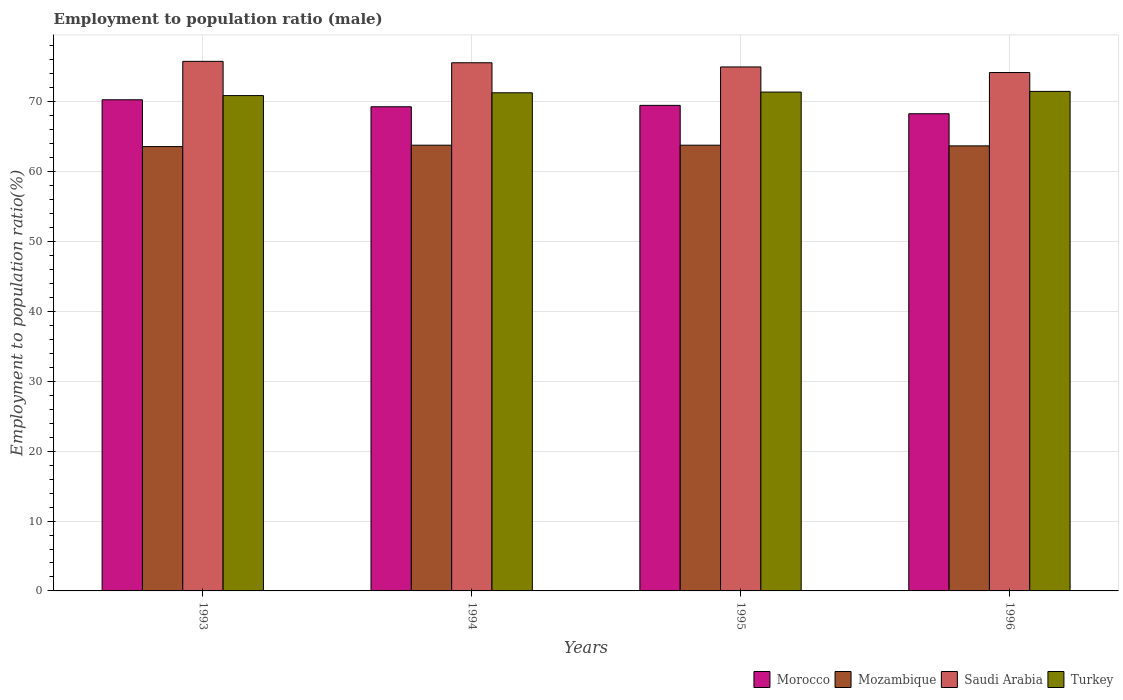 Employment to population ratio (male)
Employment to population ratio(%)
70
60
50
40
30
20
10
0
1993
1994
1995
1996
Years
Morocco
Mozambique
Saudi Arabia
Turkey